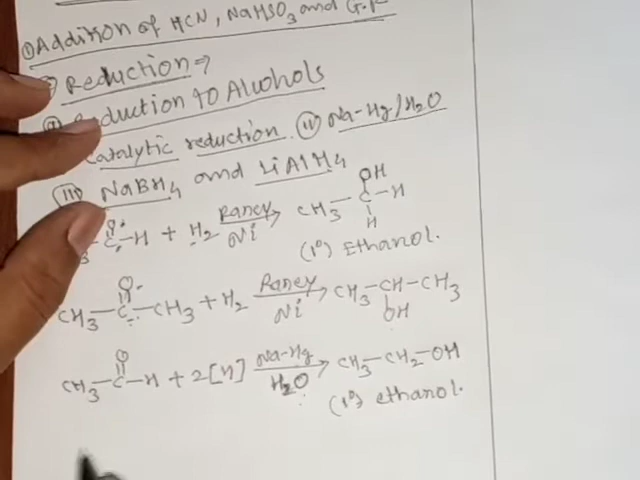 ① Addition of HCN, NaHSO3 and G.R
Reduction ⇒
Reduction to Alcohols
Catalytic reduction. (ii) Na-Hg/H2O
(iii) NaBH4 and LiAlH4
O OH
‖ |
3 C-H + H2 Raney Ni → CH3-C-H
|
H
(1°) Ethanol.
O
‖
CH3-C-CH3 + H2 Raney Ni → CH3-CH-CH3
|
OH
O
‖
CH3-C-H + 2[H] Na-Hg H2O → CH3-CH2-OH
(1°) ethanol.